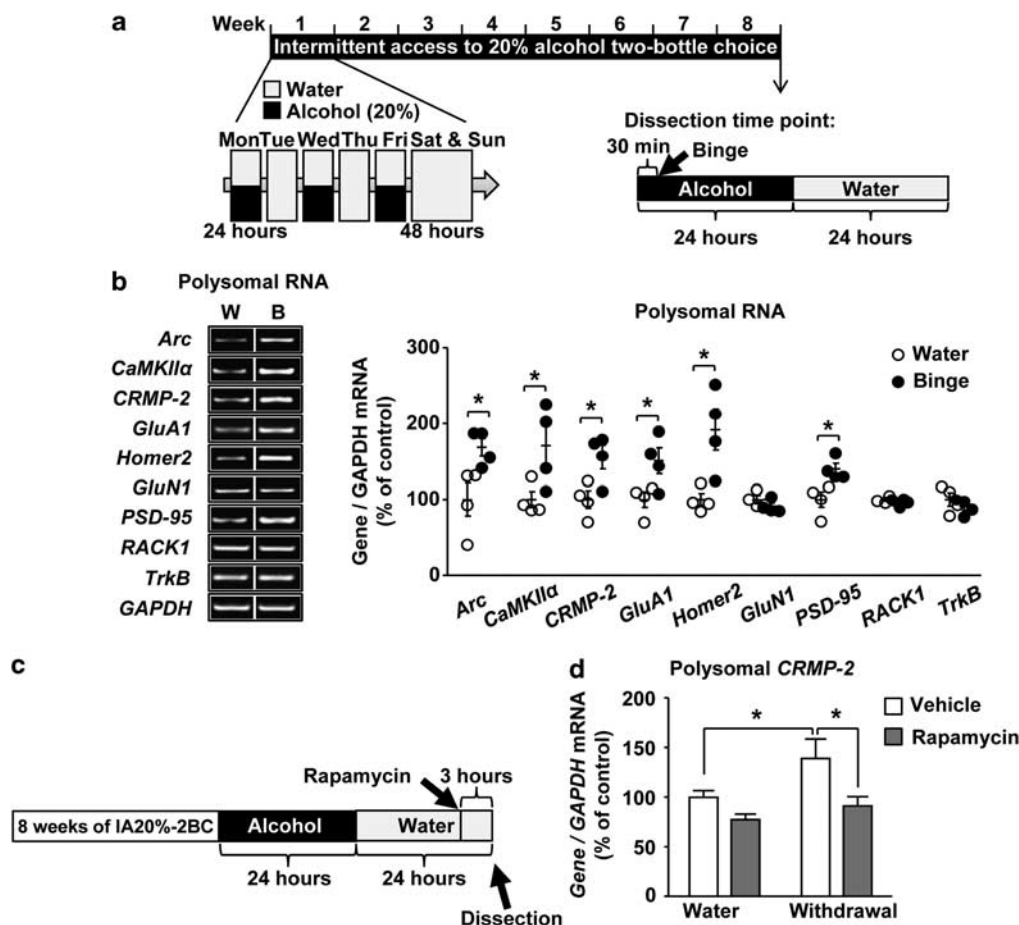 a
Week 1 2 3 4 5 6 7 8
Intermittent access to 20% alcohol two-bottle choice
Water
Alcohol (20%)
Mon Tue Wed Thu Fri Sat & Sun
24 hours 48 hours
Dissection time point:
30 min
Binge
Alcohol Water
24 hours 24 hours
b
Polysomal RNA
W B
Arc
CaMKIIα
CRMP-2
GluA1
Homer2
GluN1
PSD-95
RACK1
TrkB
GAPDH
Polysomal RNA
Gene / GAPDH mRNA
(% of control)
300
200
100
0
* * * * * *
Water
Binge
Arc CaMKIIα CRMP-2 GluA1 Homer2 GluN1 PSD-95 RACK1 TrkB
c
Rapamycin 3 hours
8 weeks of IA20%-2BC Alcohol Water
24 hours 24 hours
Dissection
d
Polysomal CRMP-2
Gene / GAPDH mRNA
(% of control)
200
150
100
50
0
* *
Vehicle
Rapamycin
Water Withdrawal